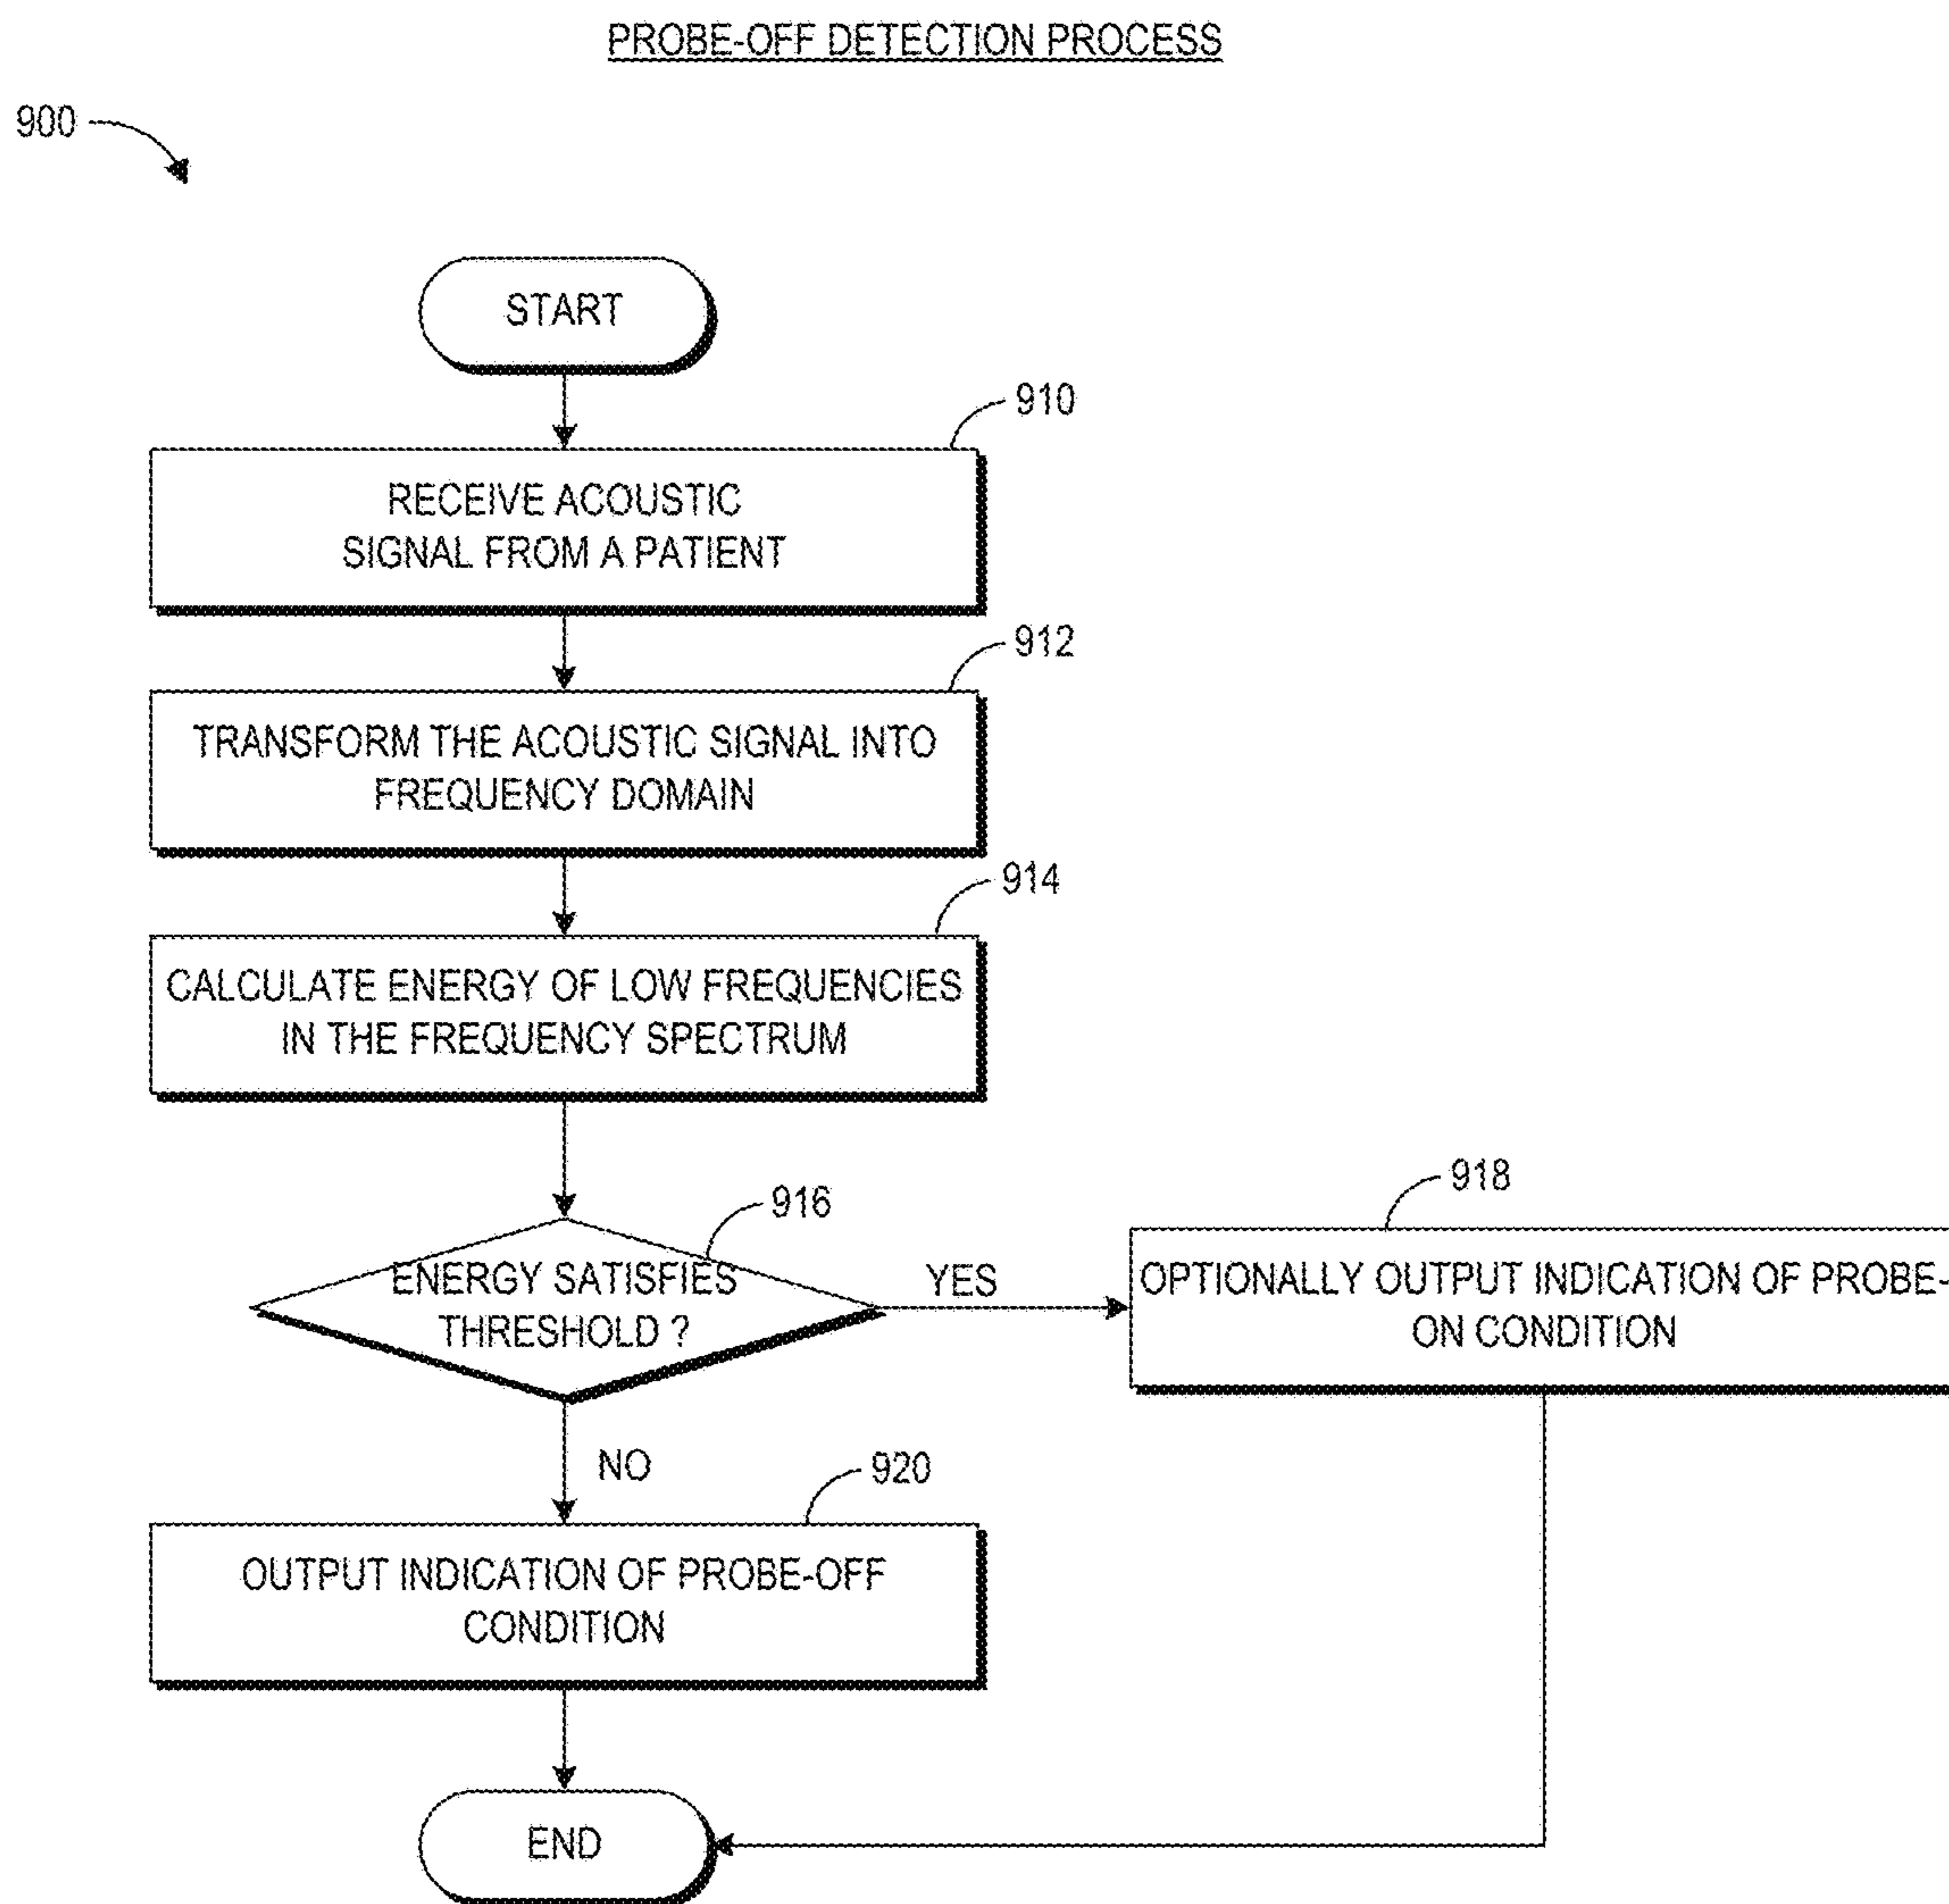 PROBE-OFF DETECTION PROCESS
900
START
910
RECEIVE ACOUSTIC
SIGNAL FROM A PATIENT
912
TRANSFORM THE ACOUSTIC SIGNAL INTO
FREQUENCY DOMAIN
914
CALCULATE ENERGY OF LOW FREQUENCIES
IN THE FREQUENCY SPECTRUM
916
ENERGY SATISFIES
THRESHOLD ?
YES
918
OPTIONALLY OUTPUT INDICATION OF PROBE-
ON CONDITION
NO
920
OUTPUT INDICATION OF PROBE-OFF
CONDITION
END